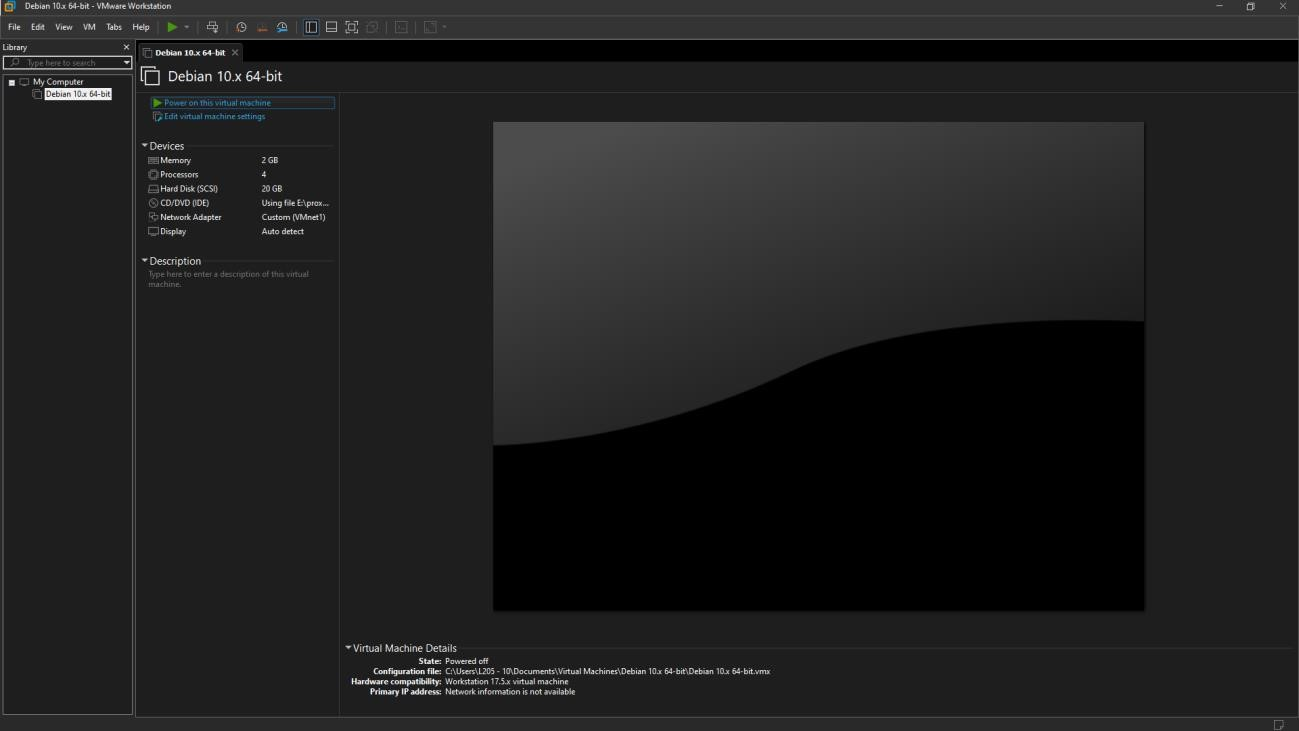 Debian 10.x 64-bit - VMware Workstation
File Edit View VM Tabs Help
Library
Type here to search
My Computer
Debian 10.x 64-bit
Debian 10.x 64-bit
Debian 10.x 64-bit
Power on this virtual machine
Edit virtual machine settings
Devices
Memory 2 GB
Processors 4
Hard Disk (SCSI) 20 GB
CD/DVD (IDE) Using file E:\prox...
Network Adapter Custom (VMnet1)
Display Auto detect
Description
Type here to enter a description of this virtual
machine.
Virtual Machine Details
State: Powered off
Configuration file: C:\Users\L205 - 10\Documents\Virtual Machines\Debian 10.x 64-bit\Debian 10.x 64-bit.vmx
Hardware compatibility: Workstation 17.5.x virtual machine
Primary IP address: Network information is not available